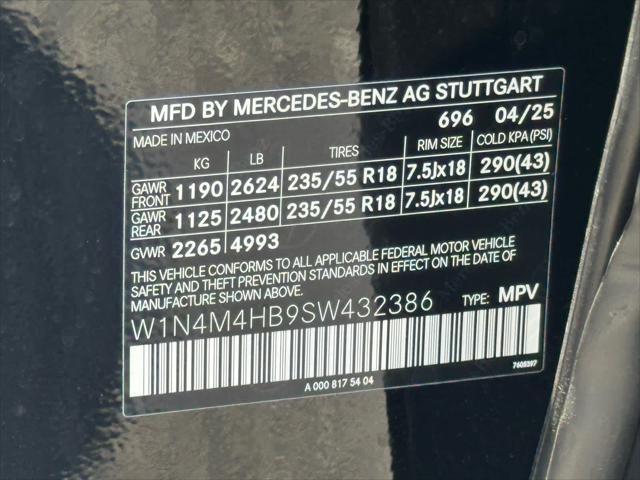 MFD BY MERCEDES-BENZ AG STUTTGART
696 04/25
MADE IN MEXICO
KG LB TIRES RIM SIZE COLD KPA(PSI)
GAWR FRONT 1190 2624 235/55 R18 7.5Jx18 290(43)
GAWR REAR 1125 2480 235/55 R18 7.5Jx18 290(43)
GVWR 2265 4993
THIS VEHICLE CONFORMS TO ALL APPLICABLE FEDERAL MOTOR VEHICLE
SAFETY AND THEFT PREVENTION STANDARDS IN EFFECT ON THE DATE OF
MANUFACTURE SHOWN ABOVE.
W1N4M4HB9SW432386 TYPE: MPV
7605397
A 000 817 54 04